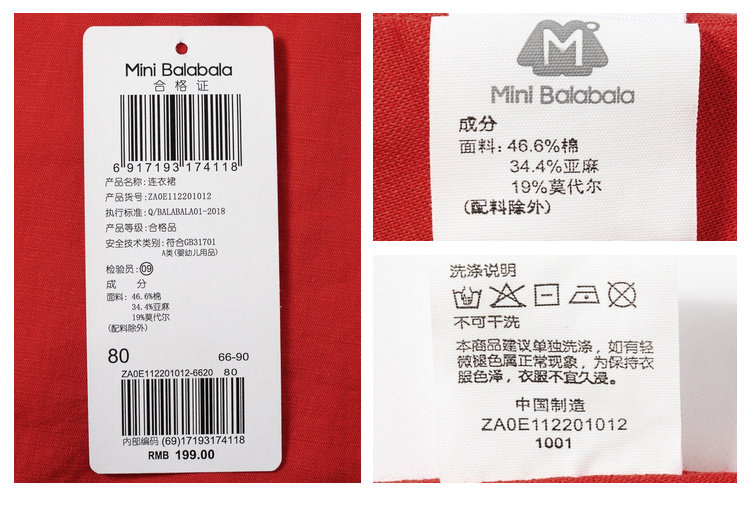 Mini Balabala
合格证
6 917193 174118
产品名称: 连衣裙
产品货号: ZA0E112201012
执行标准: Q/BALABALA01-2018
产品等级: 合格品
安全技术类别: 符合GB31701
A类(婴幼儿用品)
检验员: 09
成 分
面料: 46.6%棉
34.4%亚麻
19%莫代尔
(配料除外)
80 66-90
ZA0E112201012-6620 80
内部编码 (69)17193174118
RMB 199.00
M
Mini Balabala
成分
面料: 46.6%棉
34.4%亚麻
19%莫代尔
(配料除外)
洗涤说明
不可干洗
本商品建议单独洗涤, 如有轻
微褪色属正常现象, 为保持衣
服色泽, 衣服不宜久浸。
中国制造
ZA0E112201012
1001